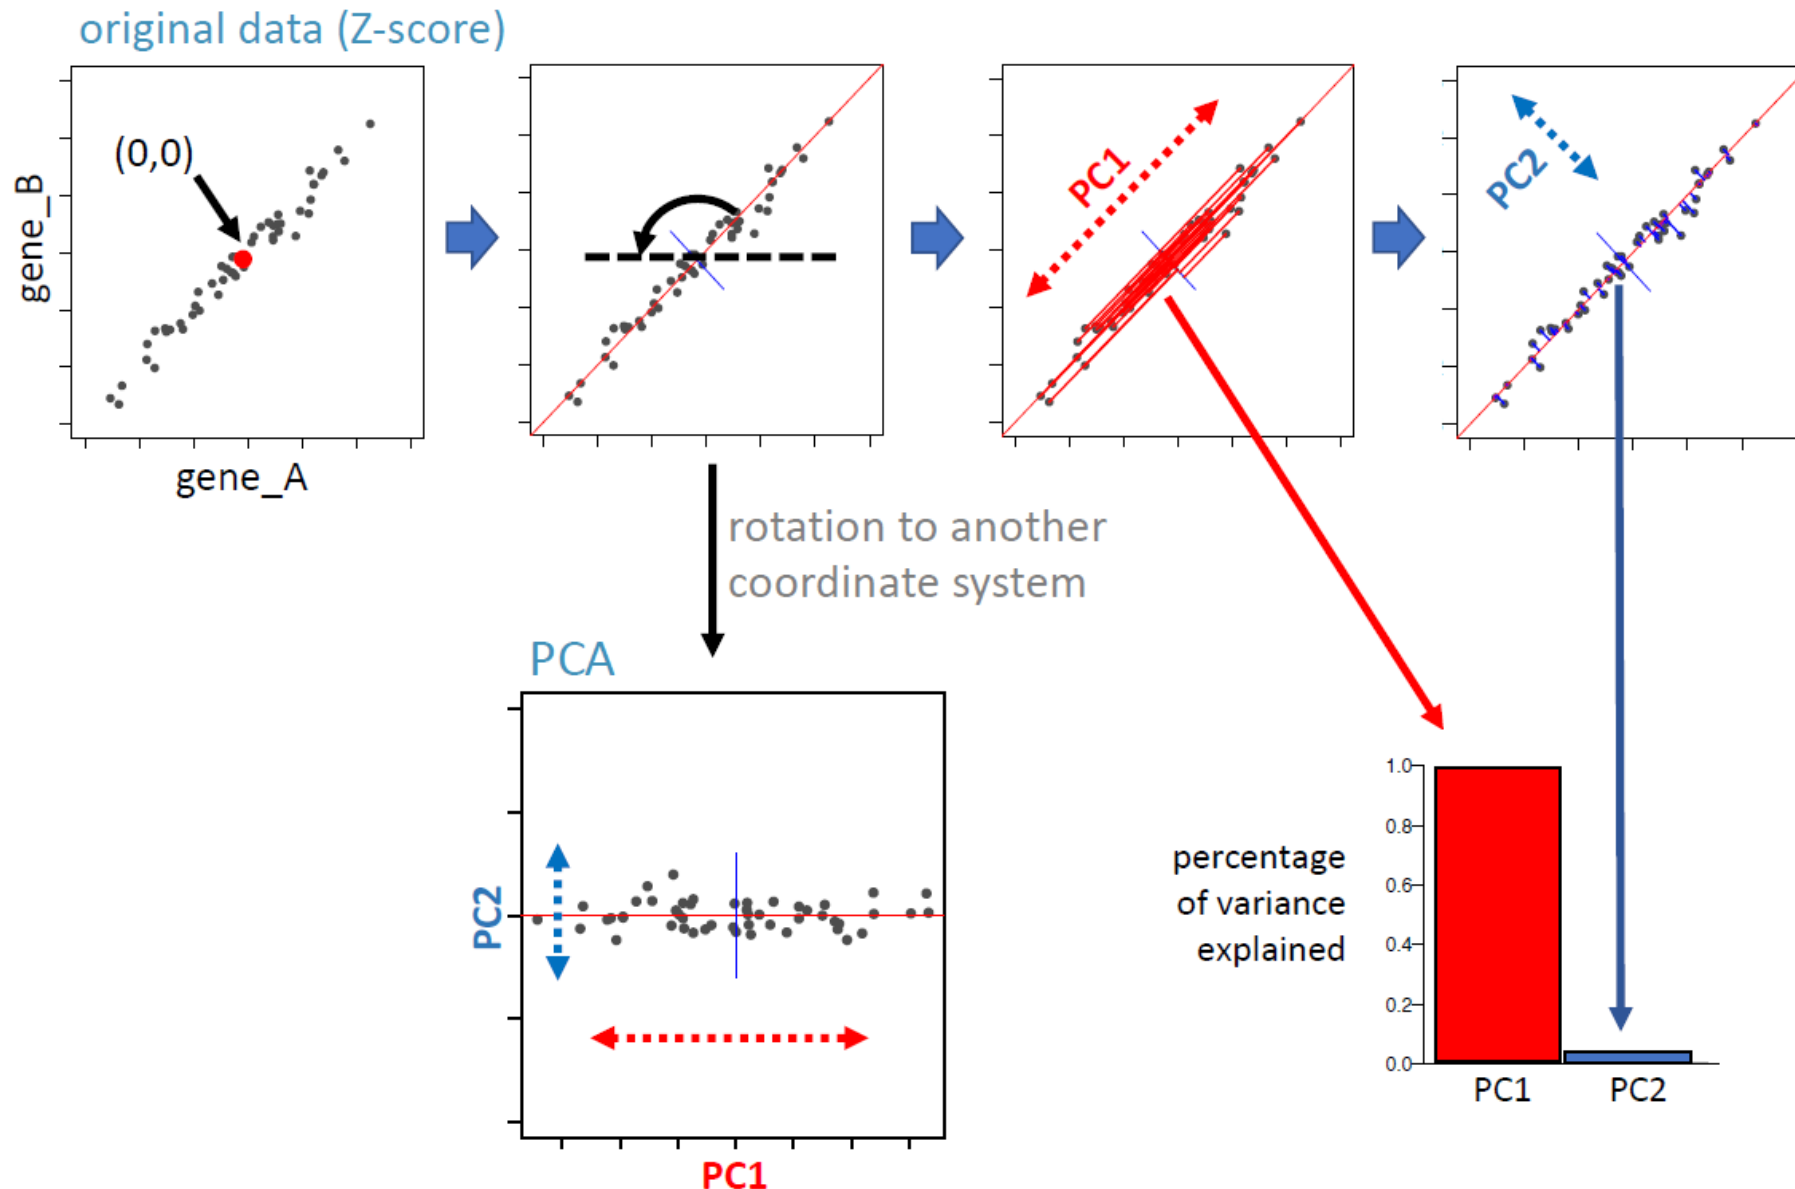 original data (Z-score)
(0,0)
gene_B
gene_A
PC1
PC2
rotation to another
coordinate system
PCA
PC2
PC1
percentage
of variance
explained
1.0
0.8
0.6
0.4
0.2
0.0
PC1
PC2